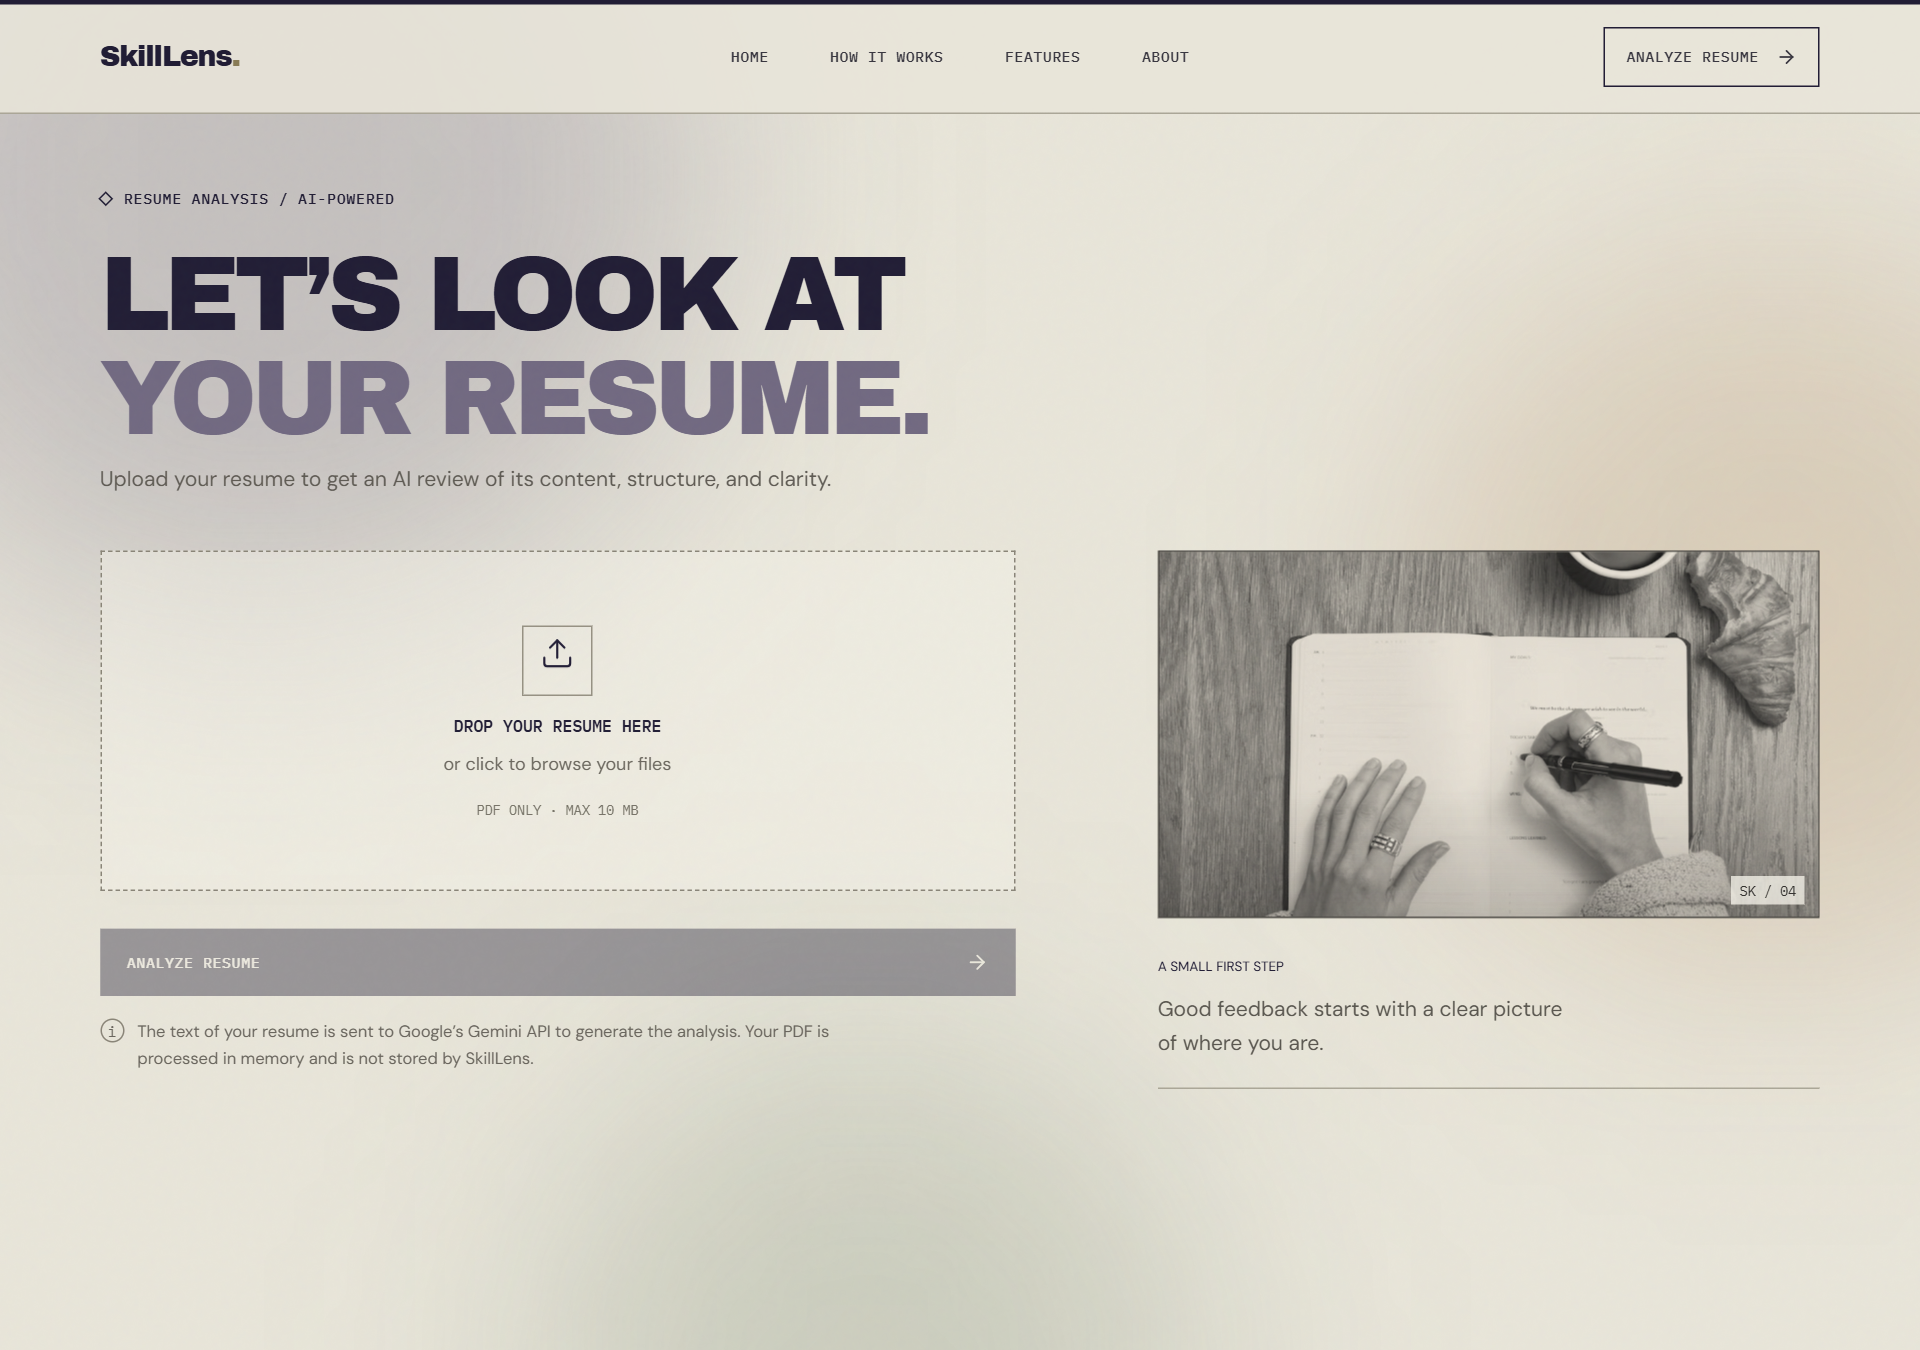 SkillLens.
HOME
HOW IT WORKS
FEATURES
ABOUT
ANALYZE RESUME
RESUME ANALYSIS / AI-POWERED
LET’S LOOK AT
YOUR RESUME.
Upload your resume to get an AI review of its content, structure, and clarity.
DROP YOUR RESUME HERE
or click to browse your files
PDF ONLY · MAX 10 MB
ANALYZE RESUME
The text of your resume is sent to Google’s Gemini API to generate the analysis. Your PDF is
processed in memory and is not stored by SkillLens.
SK / 04
A SMALL FIRST STEP
Good feedback starts with a clear picture
of where you are.